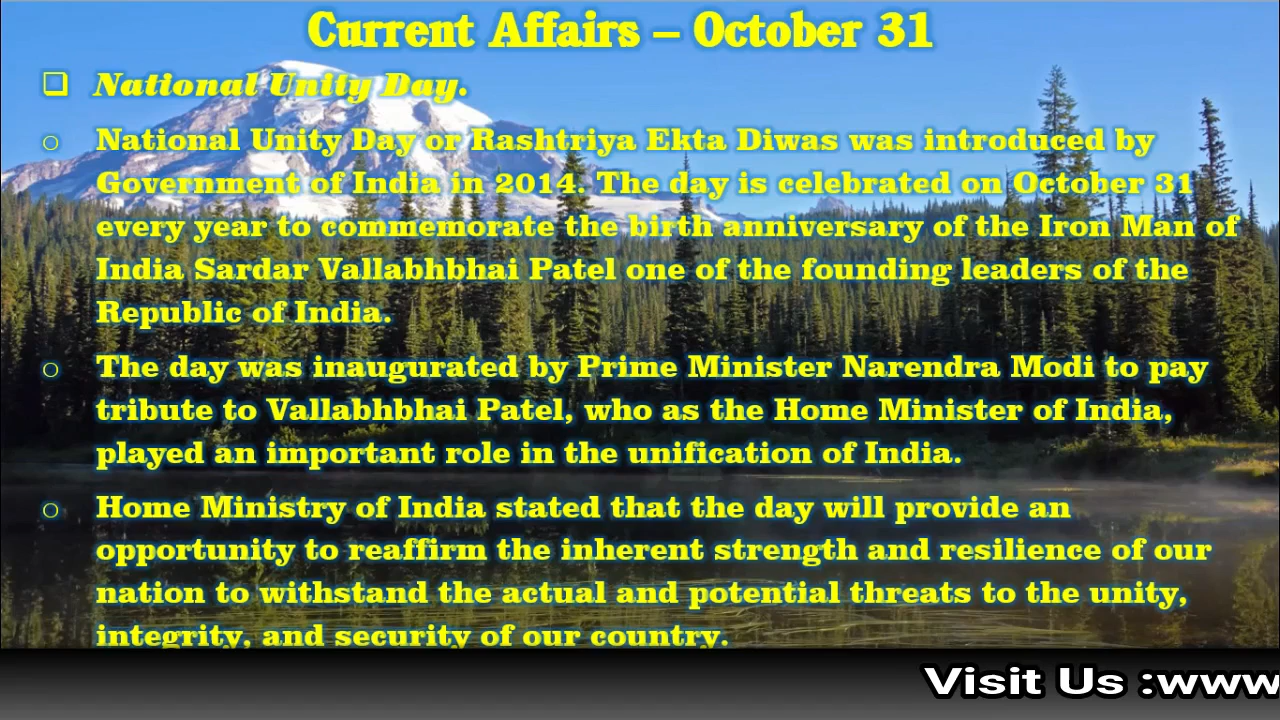 Current Affairs – October 31
National Unity Day.
National Unity Day or Rashtriya Ekta Diwas was introduced by
Government of India in 2014. The day is celebrated on October 31
every year to commemorate the birth anniversary of the Iron Man of
India Sardar Vallabhbhai Patel one of the founding leaders of the
Republic of India.
The day was inaugurated by Prime Minister Narendra Modi to pay
tribute to Vallabhbhai Patel, who as the Home Minister of India,
played an important role in the unification of India.
Home Ministry of India stated that the day will provide an
opportunity to reaffirm the inherent strength and resilience of our
nation to withstand the actual and potential threats to the unity,
integrity, and security of our country.
Visit Us :www